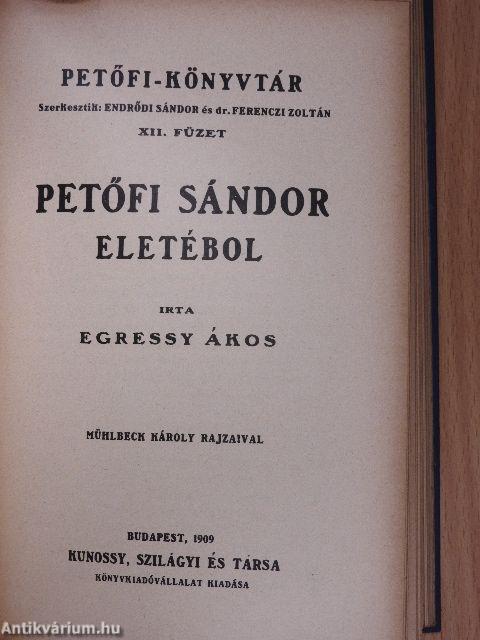 PETŐFI-KÖNYVTÁR
Szerkesztik: ENDRŐDI SÁNDOR és dr. FERENCZI ZOLTÁN
XII. FÜZET
PETŐFI SÁNDOR
ELETÉBOL
IRTA
EGRESSY ÁKOS
MÜHLBECK KÁROLY RAJZAIVAL
BUDAPEST, 1909
KUNOSSY, SZILÁGYI ÉS TÁRSA
KÖNYVKIADÓVÁLLALAT KIADÁSA
Antikvárium.hu